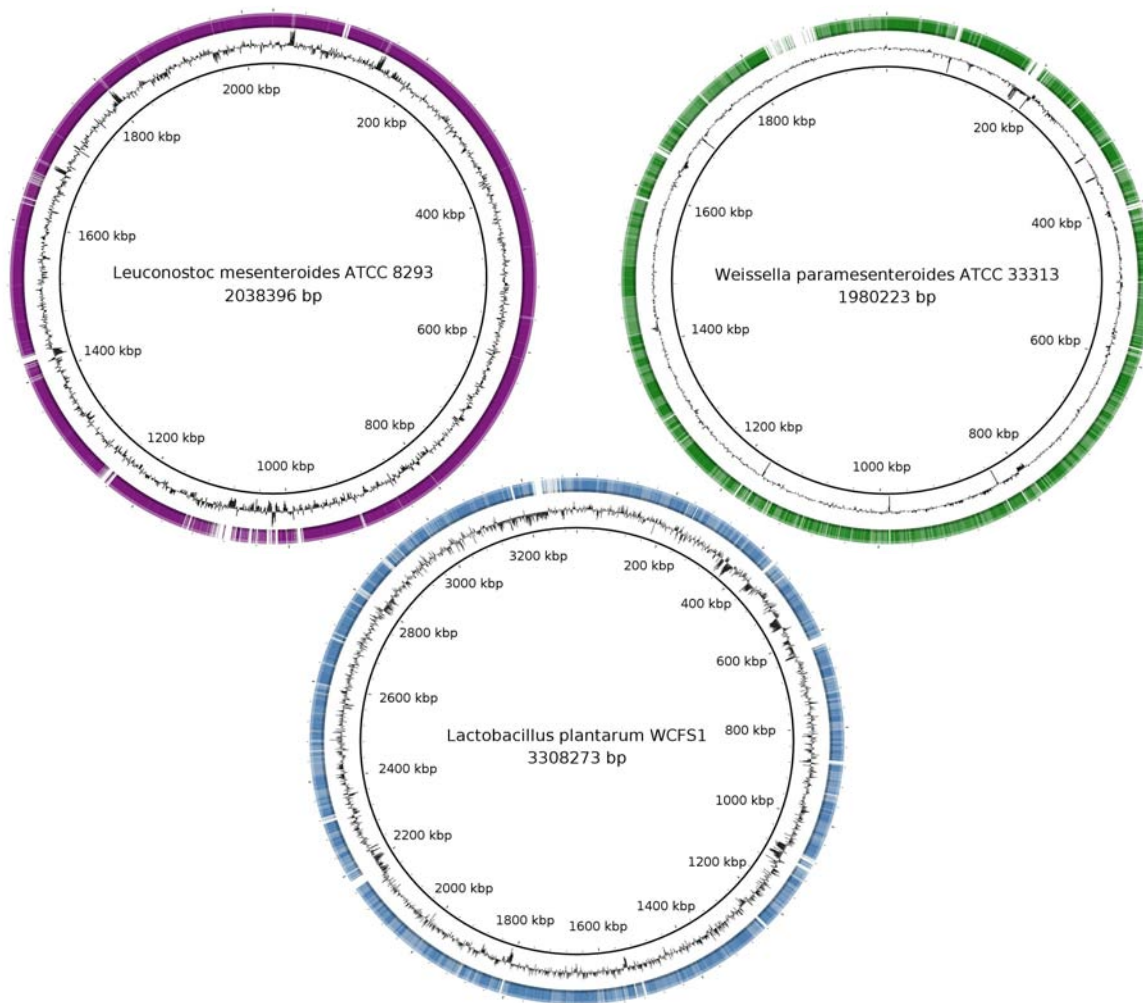 2000 kbp
200 kbp
1800 kbp
400 kbp
1600 kbp
Leuconostoc mesenteroides ATCC 8293
2038396 bp
600 kbp
1400 kbp
800 kbp
1200 kbp
1000 kbp
1800 kbp
200 kbp
1600 kbp
400 kbp
Weissella paramesenteroides ATCC 33313
1980223 bp
1400 kbp
600 kbp
1200 kbp
800 kbp
1000 kbp
3200 kbp
200 kbp
3000 kbp
400 kbp
2800 kbp
600 kbp
2600 kbp
800 kbp
Lactobacillus plantarum WCFS1
3308273 bp
2400 kbp
1000 kbp
2200 kbp
1200 kbp
2000 kbp
1400 kbp
1800 kbp
1600 kbp